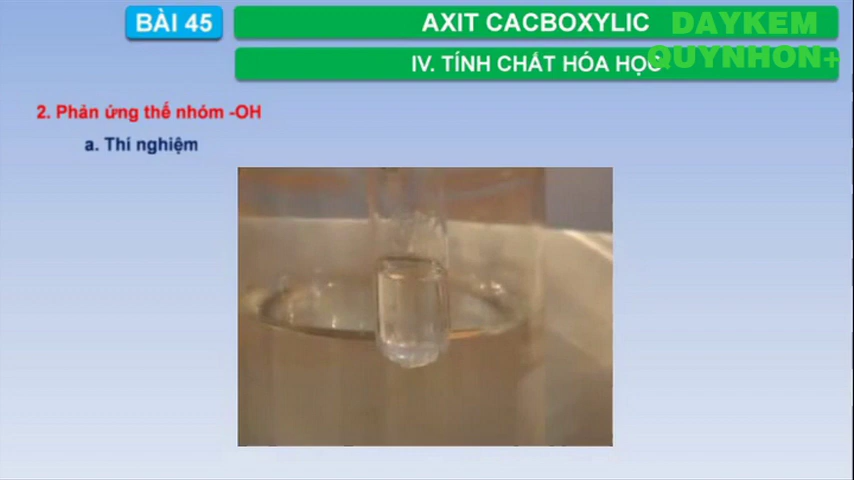 BÀI 45
AXIT CACBOXYLIC
DAYKEM
QUYNHON+
IV. TÍNH CHẤT HÓA HỌC
2. Phản ứng thế nhóm -OH
a. Thí nghiệm